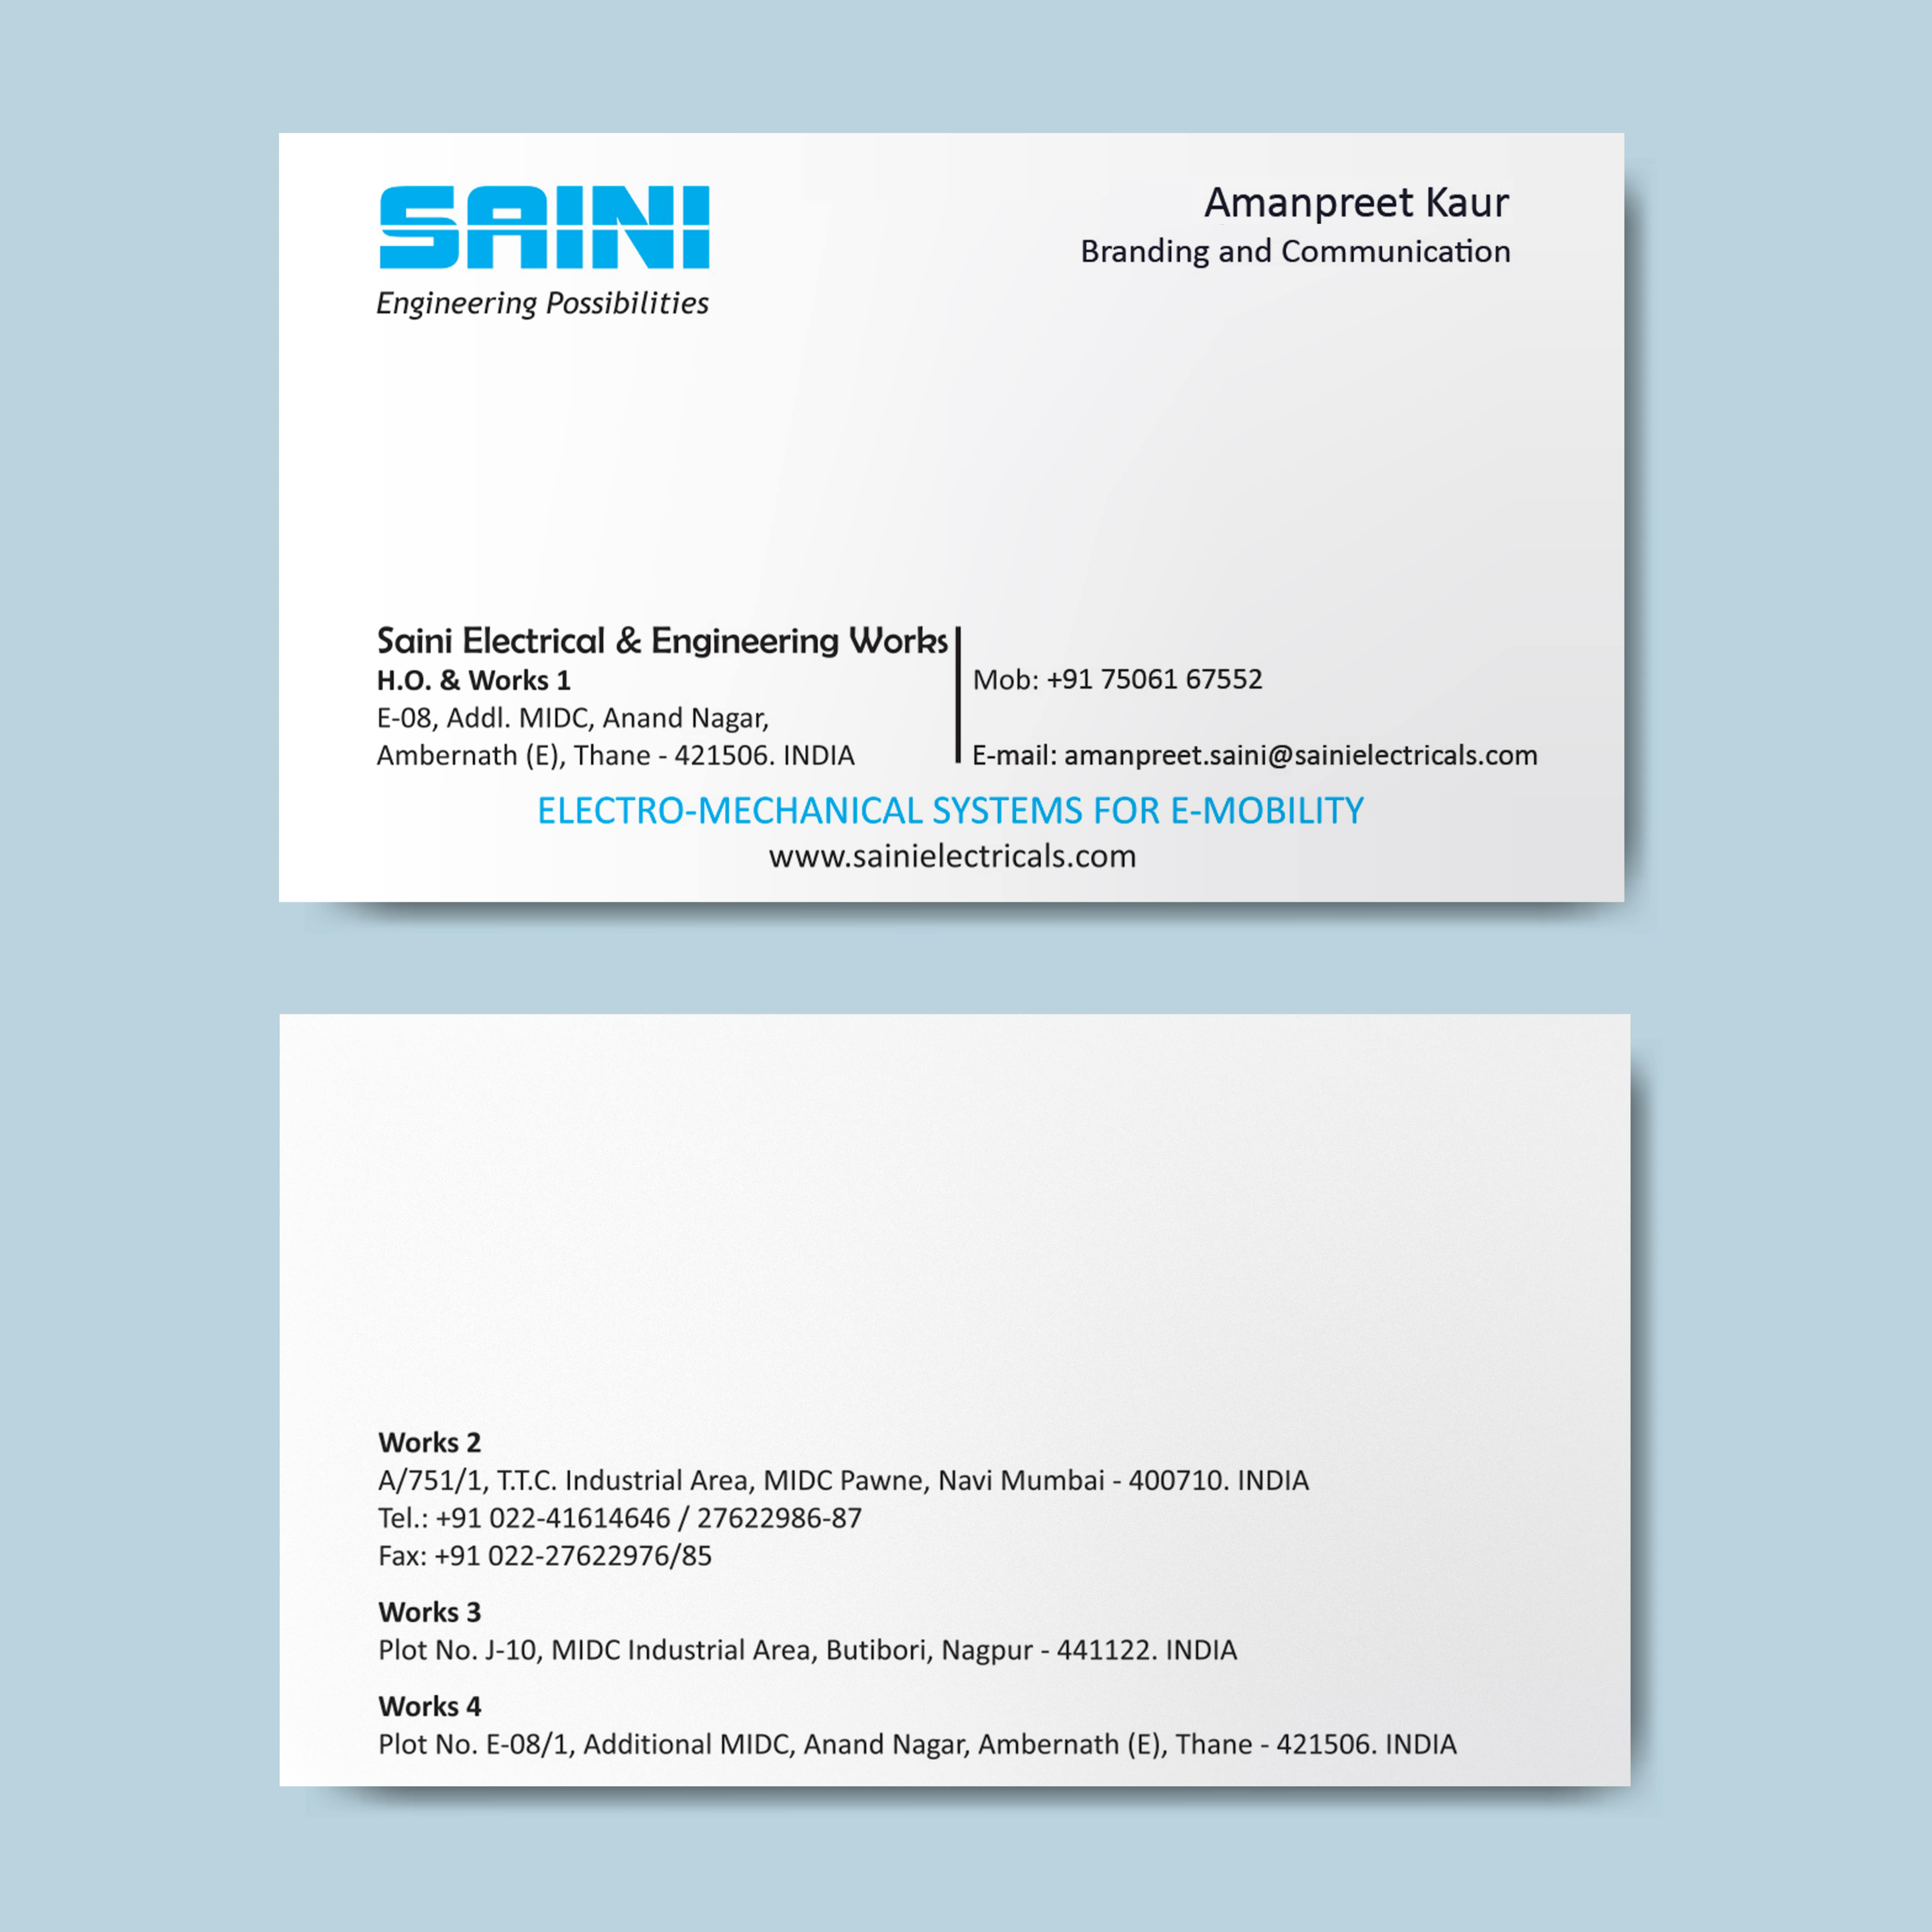 SAINI
Engineering Possibilities
Amanpreet Kaur
Branding and Communication
Saini Electrical & Engineering Works
H.O. & Works 1
E-08, Addl. MIDC, Anand Nagar,
Ambernath (E), Thane - 421506. INDIA
Mob: +91 75061 67552
E-mail: amanpreet.saini@sainielectricals.com
ELECTRO-MECHANICAL SYSTEMS FOR E-MOBILITY
www.sainielectricals.com
Works 2
A/751/1, T.T.C. Industrial Area, MIDC Pawne, Navi Mumbai - 400710. INDIA
Tel.: +91 022-41614646 / 27622986-87
Fax: +91 022-27622976/85
Works 3
Plot No. J-10, MIDC Industrial Area, Butibori, Nagpur - 441122. INDIA
Works 4
Plot No. E-08/1, Additional MIDC, Anand Nagar, Ambernath (E), Thane - 421506. INDIA